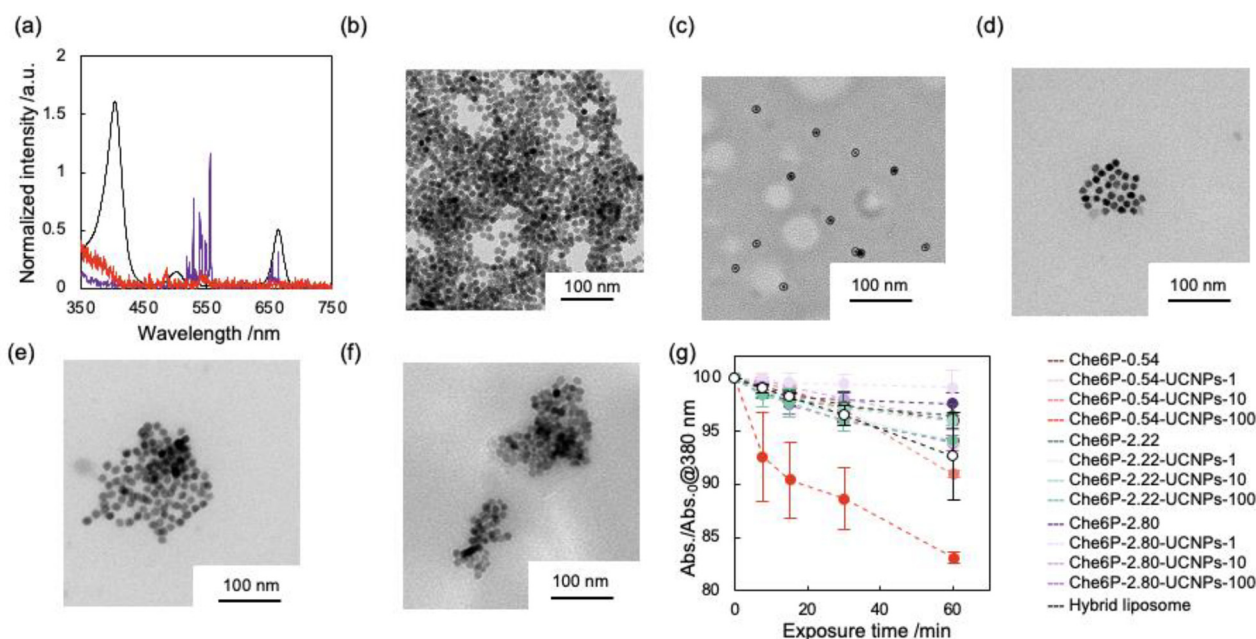 (a)
Normalized intensity /a.u.
2
1.5
1
0.5
0
350 450 550 650 750
Wavelength /nm
(b)
100 nm
(c)
100 nm
(d)
100 nm
(e)
100 nm
(f)
100 nm
(g)
Abs./Abs.₀@380 nm
100
95
90
85
80
0 20 40 60
Exposure time /min
Che6P-0.54
Che6P-0.54-UCNPs-1
Che6P-0.54-UCNPs-10
Che6P-0.54-UCNPs-100
Che6P-2.22
Che6P-2.22-UCNPs-1
Che6P-2.22-UCNPs-10
Che6P-2.22-UCNPs-100
Che6P-2.80
Che6P-2.80-UCNPs-1
Che6P-2.80-UCNPs-10
Che6P-2.80-UCNPs-100
Hybrid liposome